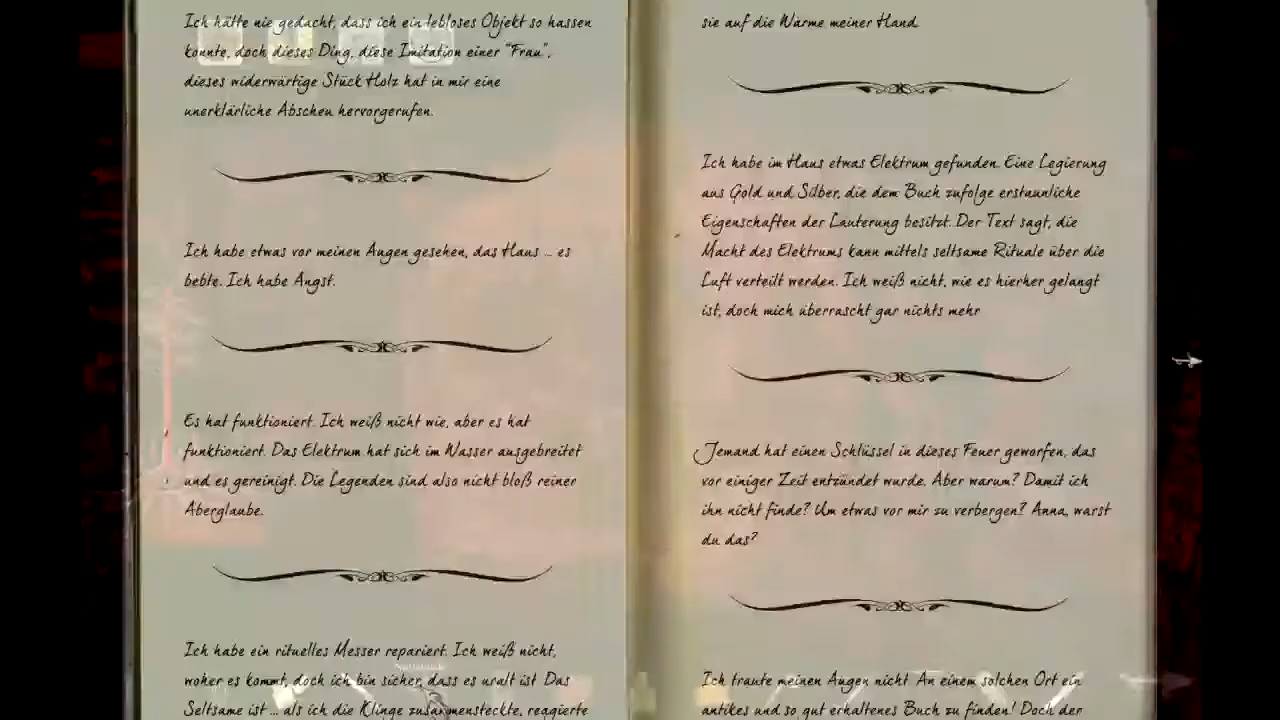 Ich hätte nie gedacht, dass ich ein lebloses Objekt so hassen
könnte, doch dieses Ding, diese Imitation einer "Frau",
dieses widerwärtige Stück Holz hat in mir eine
unerklärliche Abscheu hervorgerufen.
Ich habe etwas vor meinen Augen gesehen, das Haus ... es
bebte. Ich habe Angst.
Es hat funktioniert. Ich weiß nicht wie, aber es hat
funktioniert. Das Elektrum hat sich im Wasser ausgebreitet
und es gereinigt. Die Legenden sind also nicht bloß reiner
Aberglaube.
Ich habe ein rituelles Messer repariert. Ich weiß nicht,
woher es kommt, doch ich bin sicher, dass es uralt ist. Das
Seltsame ist ... als ich die Klinge zusammensteckte, reagierte
sie auf die Wärme meiner Hand.
Ich habe im Haus etwas Elektrum gefunden. Eine Legierung
aus Gold und Silber, die dem Buch zufolge erstaunliche
Eigenschaften der Läuterung besitzt. Der Text sagt, die
Macht des Elektrums kann mittels seltsame Rituale über die
Luft verteilt werden. Ich weiß nicht, wie es hierher gelangt
ist, doch mich überrascht gar nichts mehr
Jemand hat einen Schlüssel in dieses Feuer geworfen, das
vor einiger Zeit entzündet wurde. Aber warum? Damit ich
ihn nicht finde? Um etwas vor mir zu verbergen? Anna, warst
du das?
Ich traute meinen Augen nicht. An einem solchen Ort ein
antikes und so gut erhaltenes Buch zu finden! Doch der